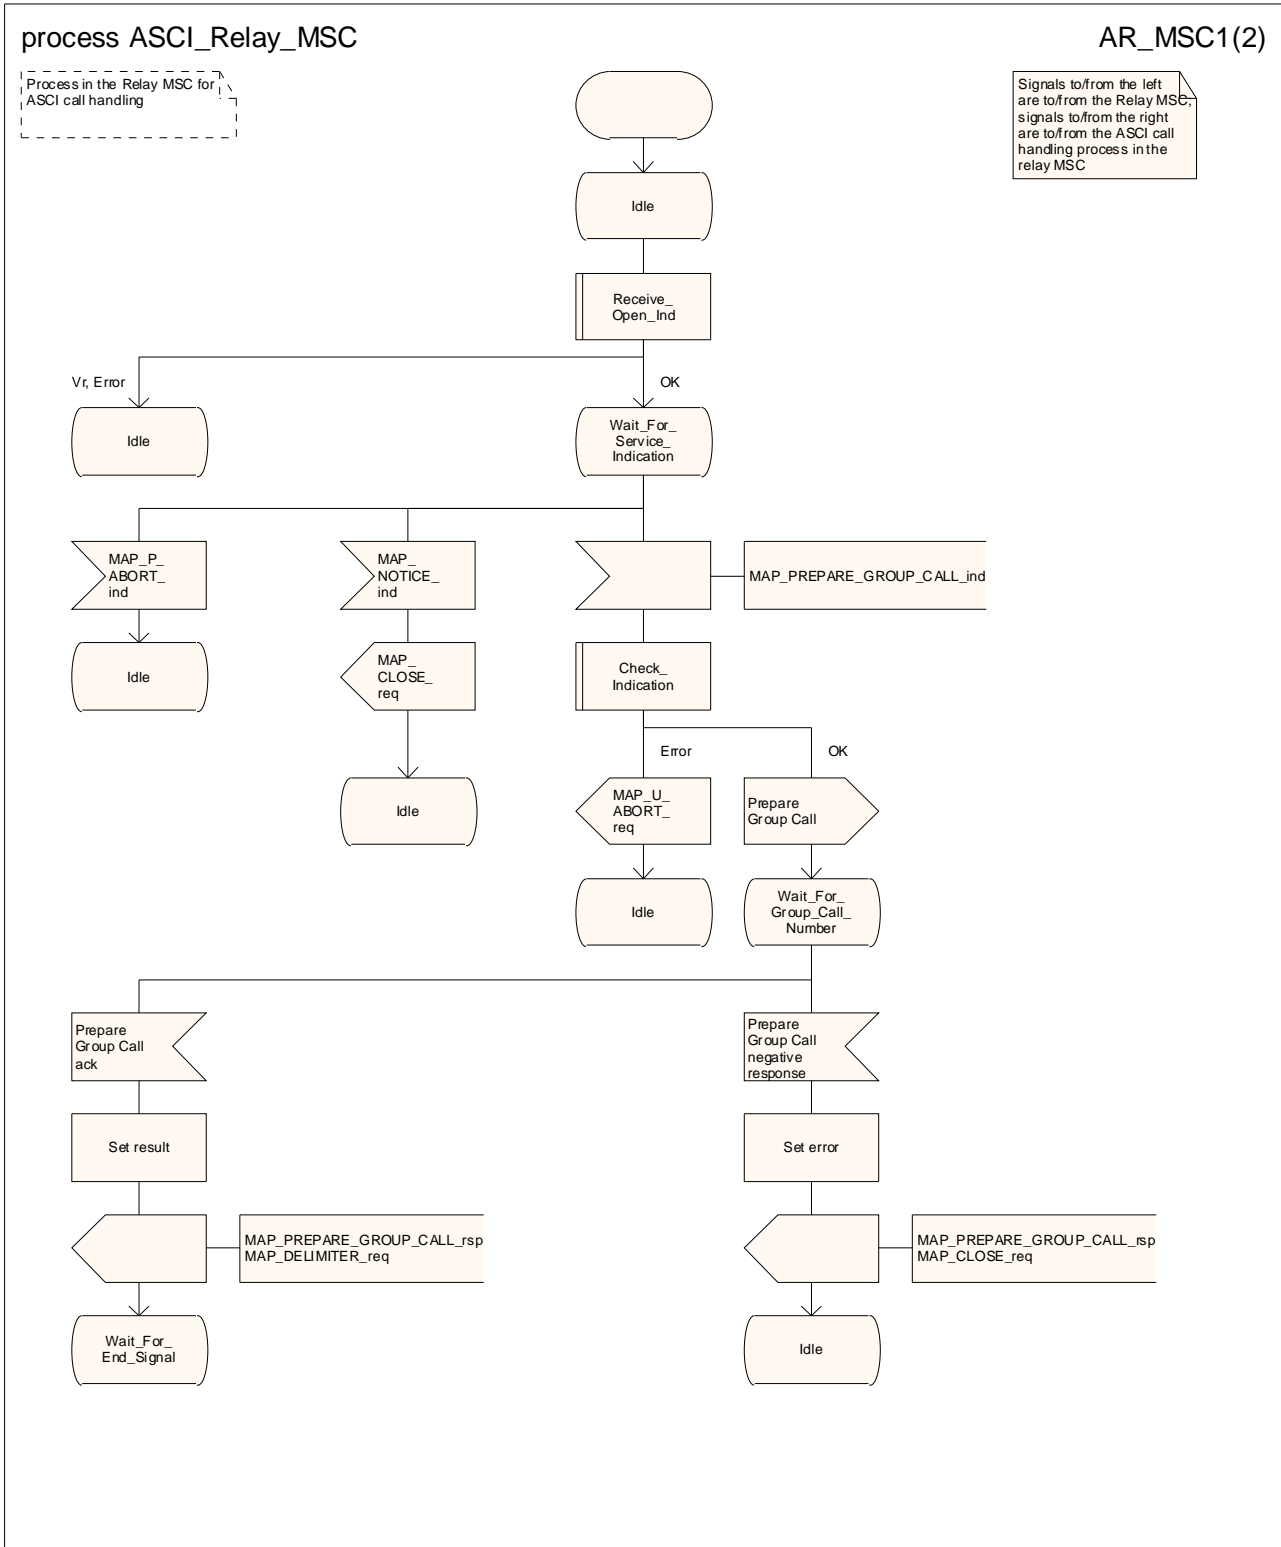 process ASCI_Relay_MSC
AR_MSC1(2)
Process in the Relay MSC for
ASCI call handling
Signals to/from the left
are to/from the Relay MSC,
signals to/from the right
are to/from the ASCI call
handling process in the
relay MSC
Idle
Receive_
Open_Ind
Vr, Error
OK
Idle
Wait_For_
Service_
Indication
MAP_P_
ABORT_
ind
MAP_
NOTICE_
ind
MAP_PREPARE_GROUP_CALL_ind
Idle
MAP_
CLOSE_
req
Check_
Indication
Error
OK
Idle
MAP_U_
ABORT_
req
Prepare
Group Call
Idle
Wait_For_
Group_Call_
Number
Prepare
Group Call
ack
Prepare
Group Call
negative
response
Set result
Set error
MAP_PREPARE_GROUP_CALL_rsp
MAP_DELIMITER_req
MAP_PREPARE_GROUP_CALL_rsp
MAP_CLOSE_req
Wait_For_
End_Signal
Idle